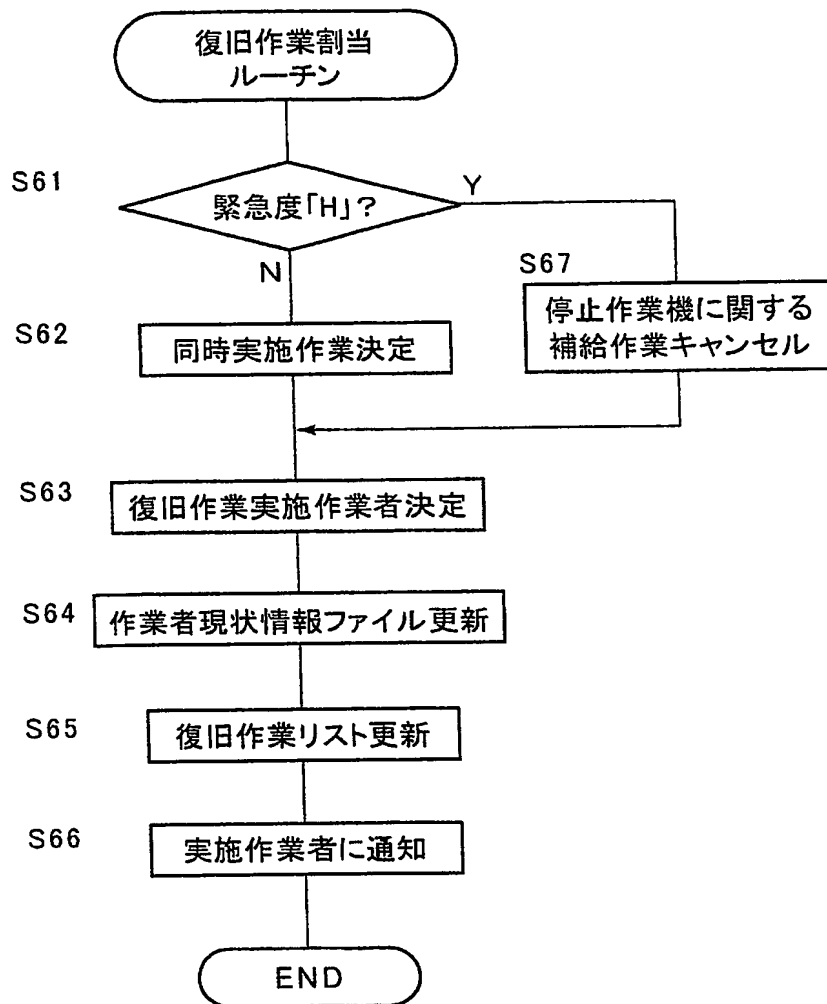 復旧作業割当
ルーチン
S61
緊急度「H」?
Y
N
S67
停止作業機に関する
補給作業キャンセル
S62
同時実施作業決定
S63
復旧作業実施作業者決定
S64
作業者現状情報ファイル更新
S65
復旧作業リスト更新
S66
実施作業者に通知
END